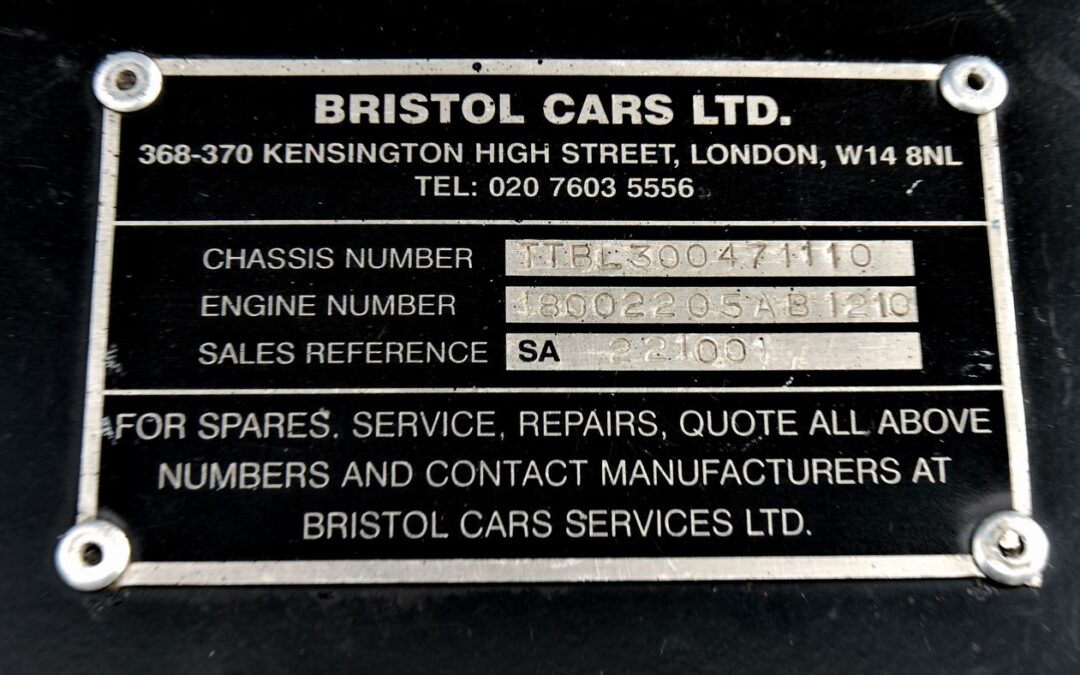 BRISTOL CARS LTD.
368-370 KENSINGTON HIGH STREET, LONDON, W14 8NL
TEL: 020 7603 5556
CHASSIS NUMBER TTBL300471110
ENGINE NUMBER 48002205AB1210
SALES REFERENCE SA 221001
FOR SPARES. SERVICE, REPAIRS, QUOTE ALL ABOVE
NUMBERS AND CONTACT MANUFACTURERS AT
BRISTOL CARS SERVICES LTD.